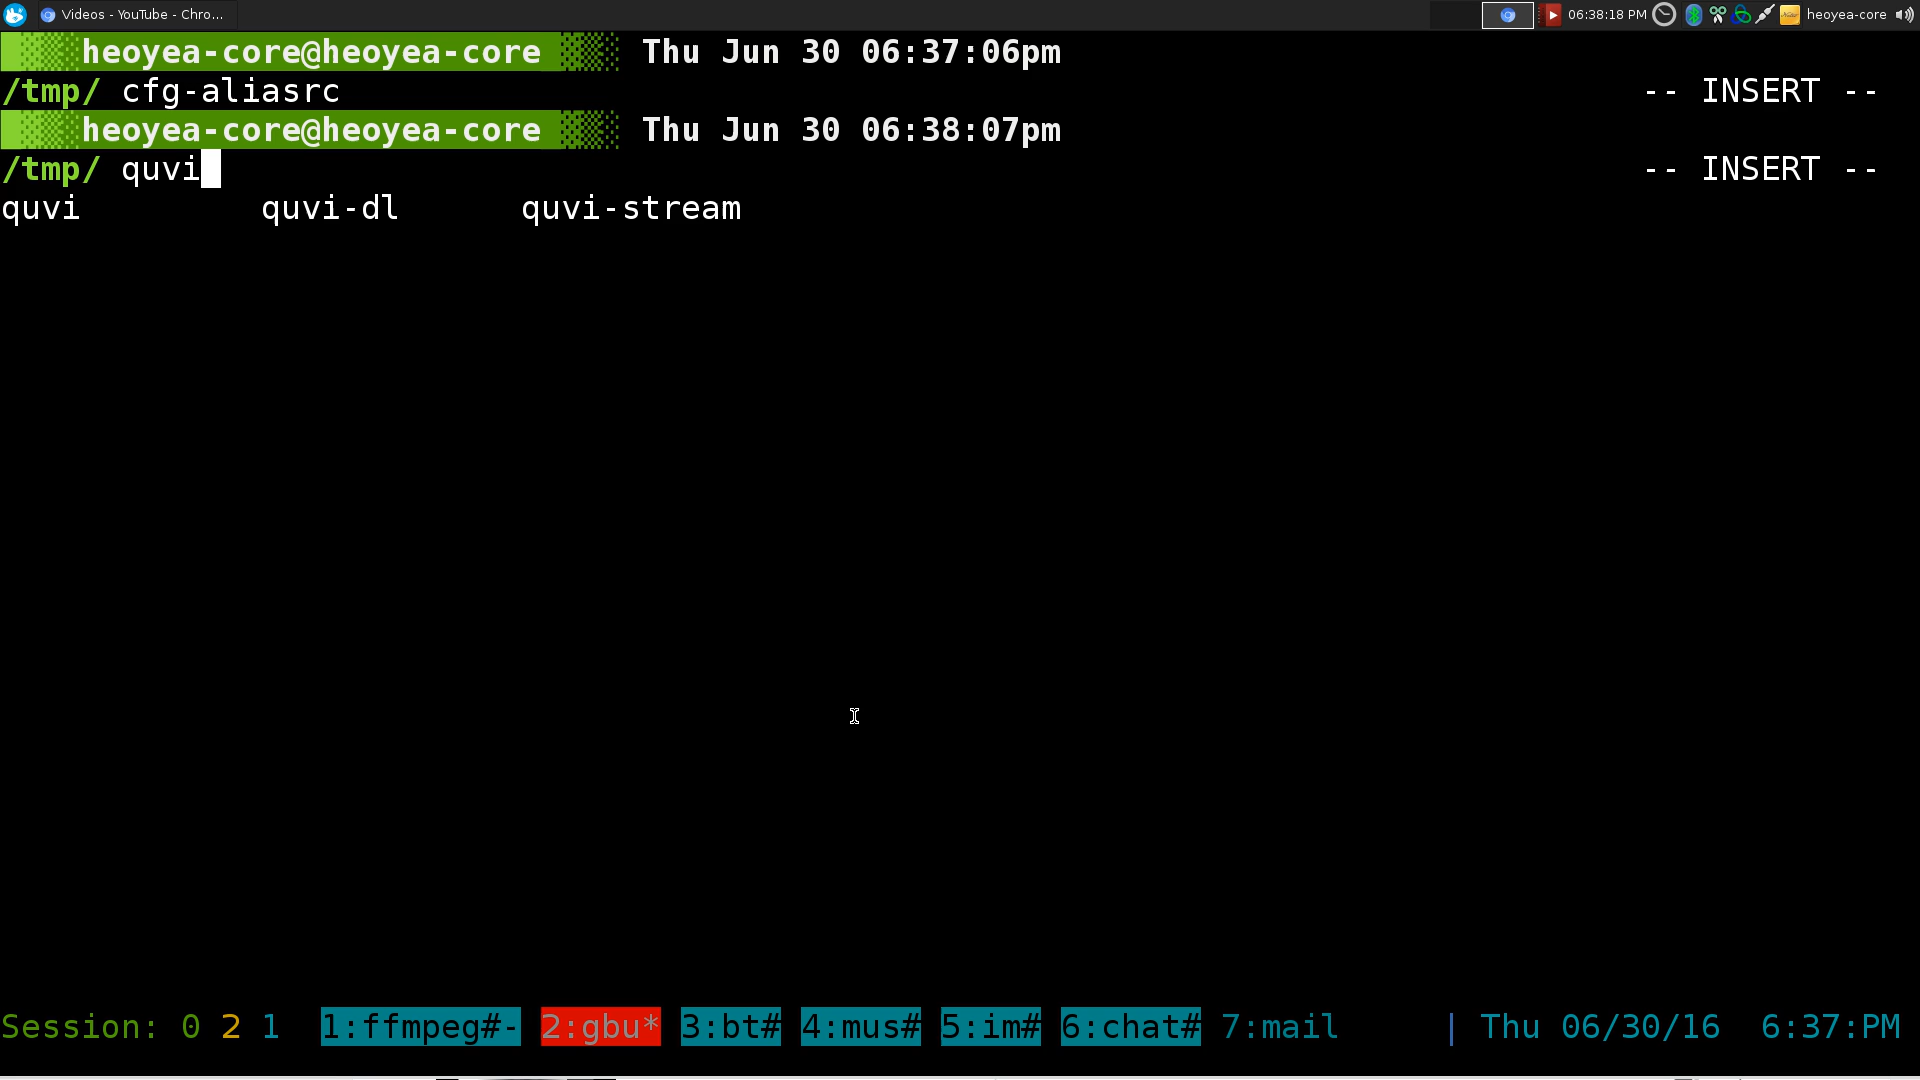 Videos - YouTube - Chro... 06:38:18 PM heoyea-core
heoyea-core@heoyea-core Thu Jun 30 06:37:06pm
/tmp/ cfg-aliasrc -- INSERT --
heoyea-core@heoyea-core Thu Jun 30 06:38:07pm
/tmp/ quvi -- INSERT --
quvi quvi-dl quvi-stream
Session: 0 2 1 1:ffmpeg#- 2:gbu* 3:bt# 4:mus# 5:im# 6:chat# 7:mail | Thu 06/30/16 6:37:PM